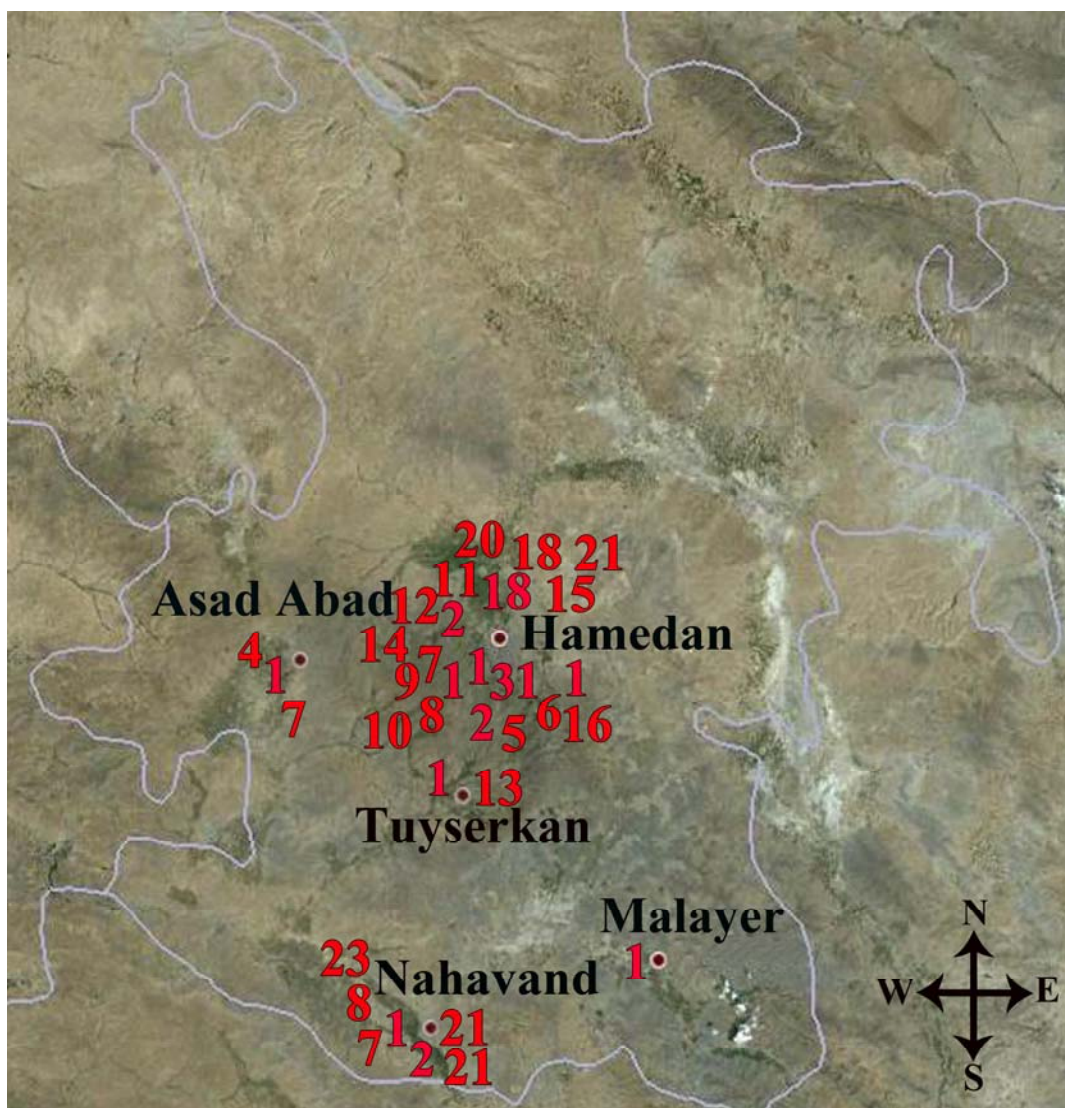 20 18 21
11 18 15
Asad Abad 12 2
Hamedan
4 14 7 1
1 9 1 3 1 1
7 10 8 2 5 6 16
1 13
Tuyserkan
Malayer
N
23 1
Nahavand
W E
8
7 1 21
2 21
S